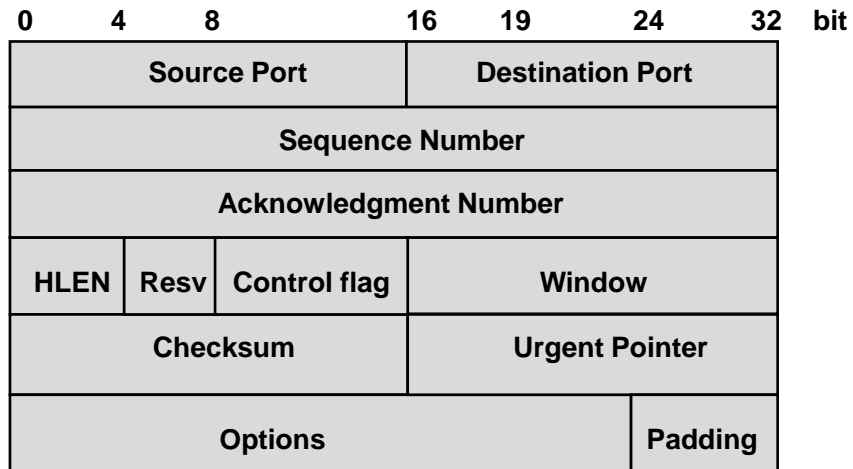 0 4 8 16 19 24 32 bit
Source Port Destination Port
Sequence Number
Acknowledgment Number
HLEN Resv Control flag Window
Checksum Urgent Pointer
Options Padding